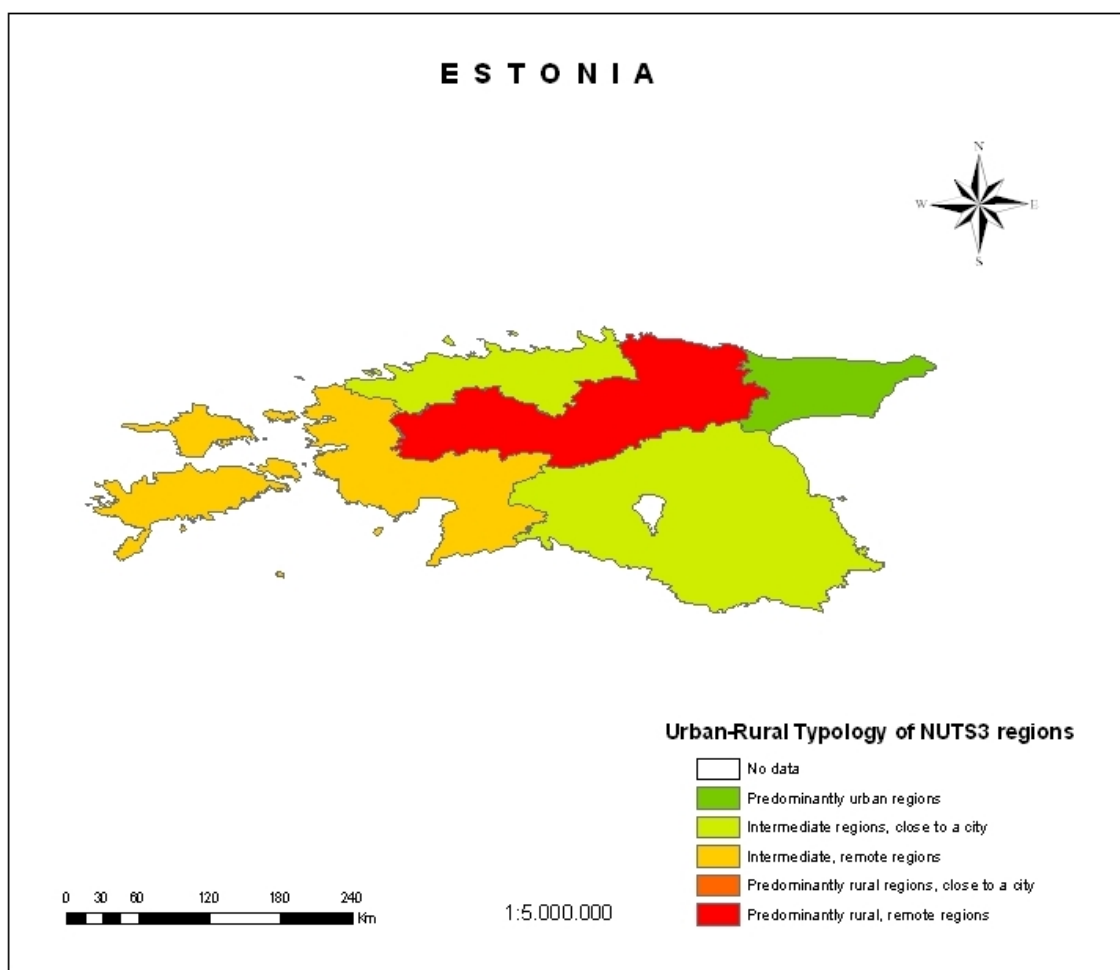 E S T O N I A
N
W E
S
Urban-Rural Typology of NUTS3 regions
No data
Predominantly urban regions
Intermediate regions, close to a city
Intermediate, remote regions
Predominantly rural regions, close to a city
Predominantly rural, remote regions
0 30 60 120 180 240
Km
1:5.000.000